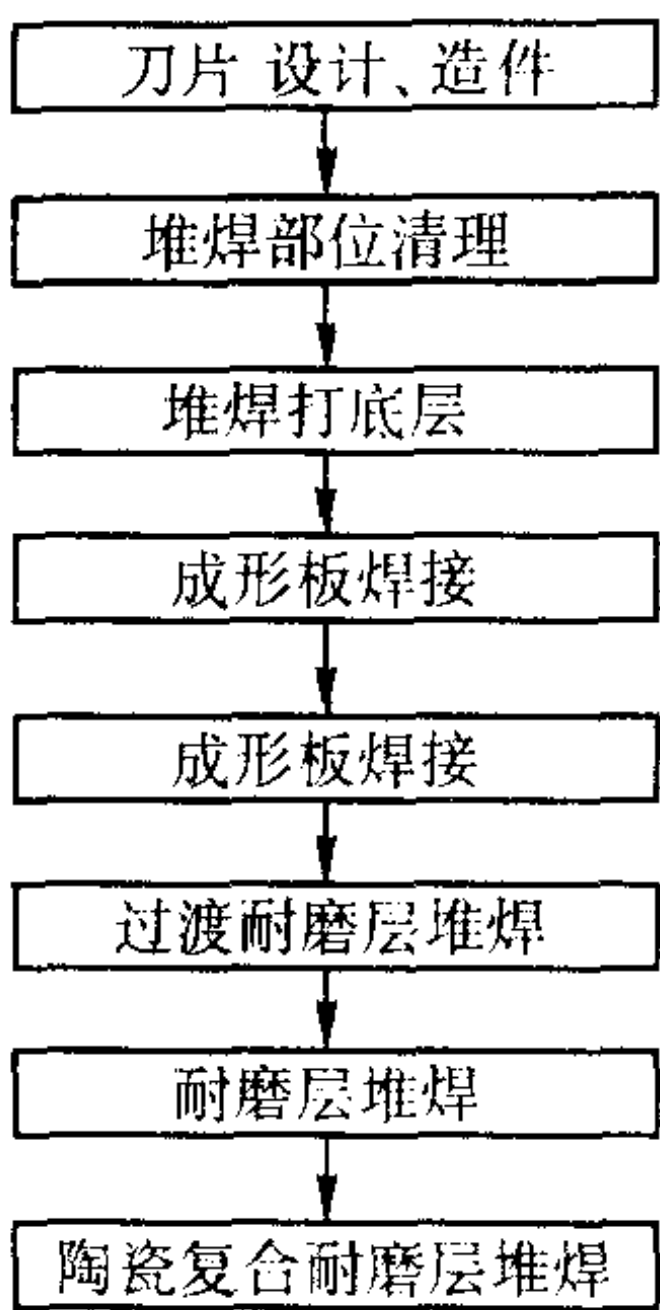 刀片 设计、造件
堆焊部位清理
堆焊打底层
成形板焊接
成形板焊接
过渡耐磨层堆焊
耐磨层堆焊
陶瓷复合耐磨层堆焊